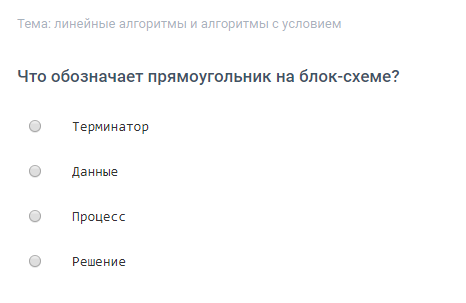 Тема: линейные алгоритмы и алгоритмы с условием
Что обозначает прямоугольник на блок-схеме?
Терминатор
Данные
Процесс
Решение